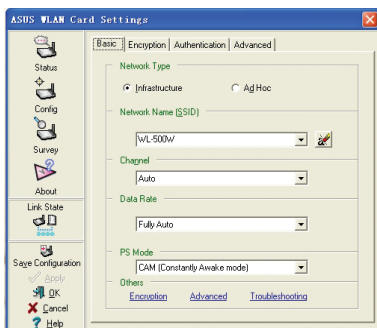 ASUS WLAN Card Settings
Status
Config
Survey
About
Link State
Save Configuration
Apply
OK
Cancel
Help
Basic Encryption Authentication Advanced
Network Type
Infrastructure Ad Hoc
Network Name (SSID)
WL-500W
Channel
Auto
Data Rate
Fully Auto
PS Mode
CAM (Constantly Awake mode)
Others
Encryption Advanced Troubleshooting